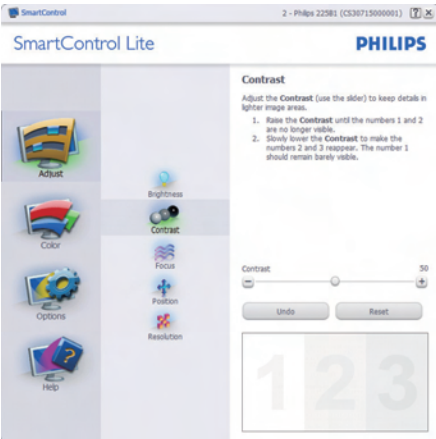 SmartControl
2 - Philips 225B1 (CS30715000001)
SmartControl Lite
PHILIPS
Adjust
Color
Options
Help
Brightness
Contrast
Focus
Position
Resolution
Contrast
Adjust the Contrast (use the slider) to keep details in
lighter image areas.
1. Raise the Contrast until the numbers 1 and 2
are no longer visible.
2. Slowly lower the Contrast to make the
numbers 2 and 3 reappear. The number 1
should remain barely visible.
Contrast
50
Undo
Reset
1 2 3